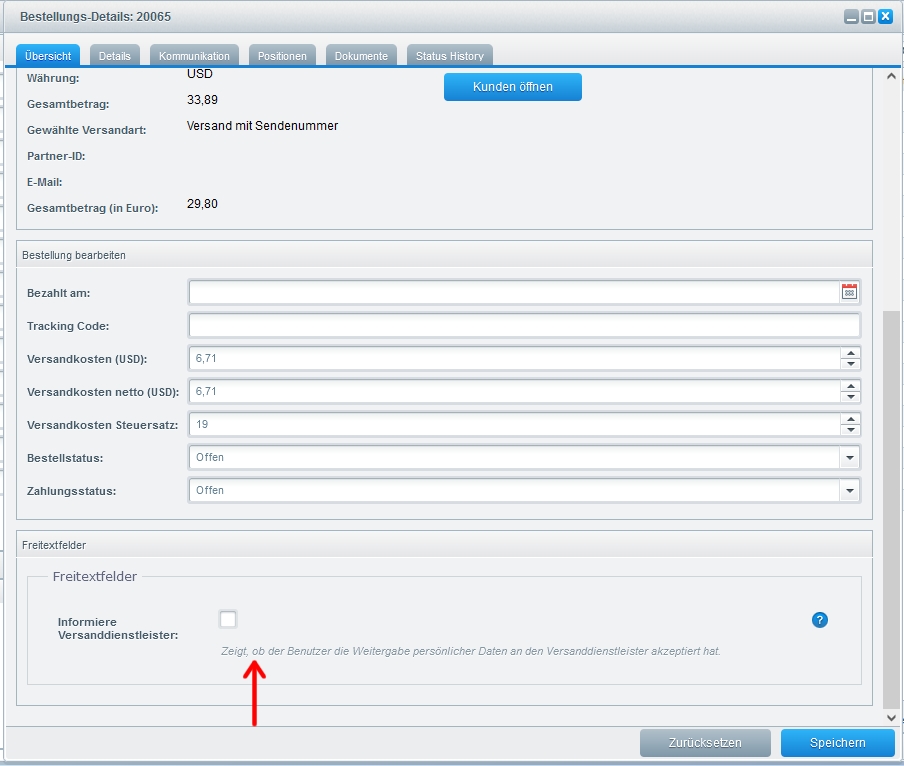 Bestellungs-Details: 20065
Übersicht Details Kommunikation Positionen Dokumente Status History
Währung: USD
Kunden öffnen
Gesamtbetrag: 33,89
Gewählte Versandart: Versand mit Sendenummer
Partner-ID:
E-Mail:
Gesamtbetrag (in Euro): 29,80
Bestellung bearbeiten
Bezahlt am:
Tracking Code:
Versandkosten (USD): 6,71
Versandkosten netto (USD): 6,71
Versandkosten Steuersatz: 19
Bestellstatus: Offen
Zahlungsstatus: Offen
Freitextfelder
Freitextfelder
Informiere
Versanddienstleister:
?
Zeigt, ob der Benutzer die Weitergabe persönlicher Daten an den Versanddienstleister akzeptiert hat.
Zurücksetzen Speichern